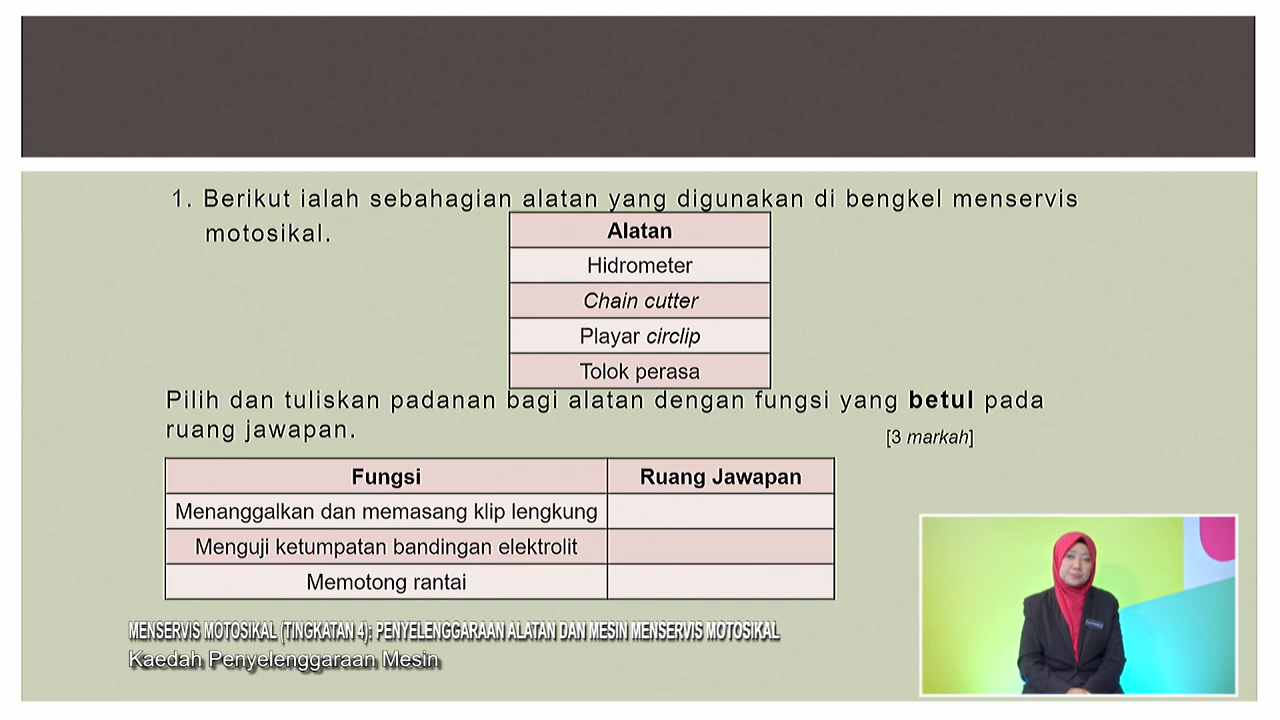 1. Berikut ialah sebahagian alatan yang digunakan di bengkel menservis
motosikal.
Alatan
Hidrometer
Chain cutter
Playar circlip
Tolok perasa
Pilih dan tuliskan padanan bagi alatan dengan fungsi yang betul pada
ruang jawapan.
[3 markah]
Fungsi Ruang Jawapan
Menanggalkan dan memasang klip lengkung
Menguji ketumpatan bandingan elektrolit
Memotong rantai
MENSERVIS MOTOSIKAL (TINGKATAN 4): PENYELENGGARAAN ALATAN DAN MESIN MENSERVIS MOTOSIKAL
Kaedah Penyelenggaraan Mesin